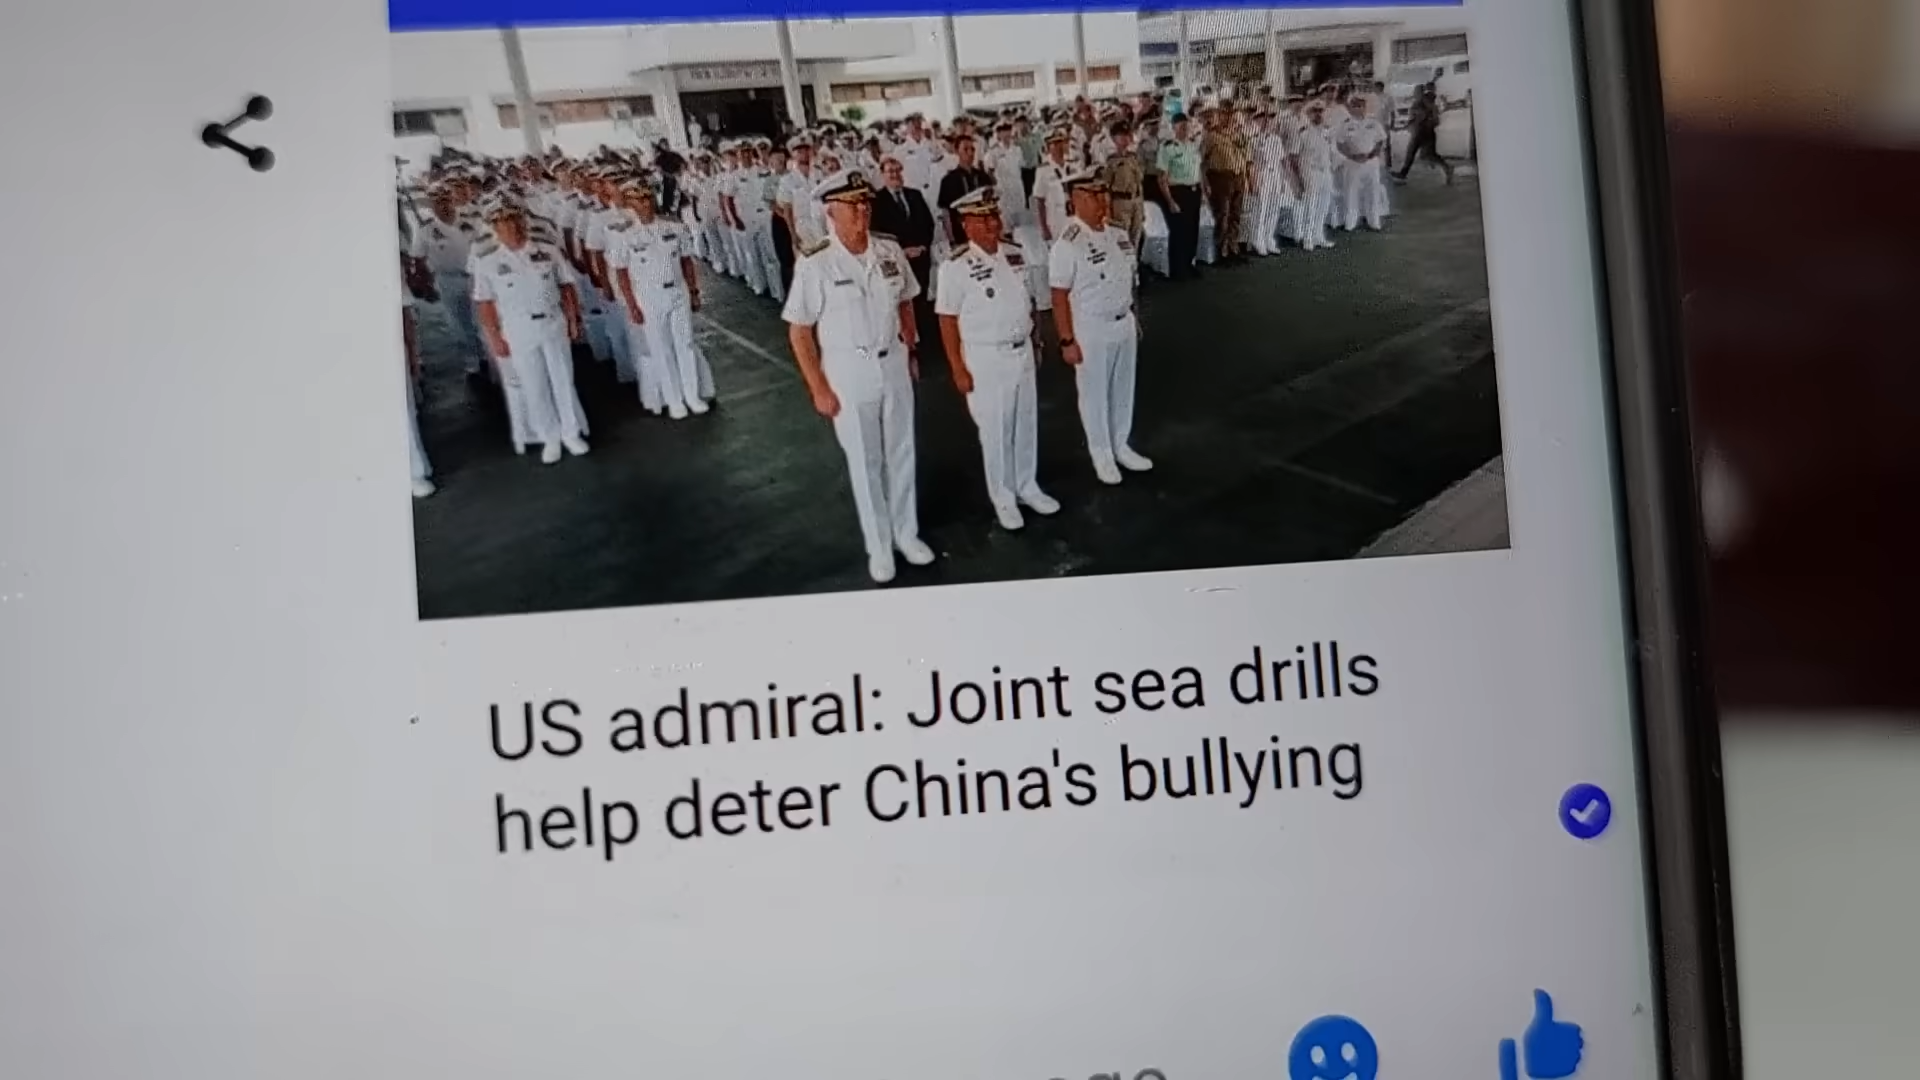 US admiral: Joint sea drills
help deter China's bullying